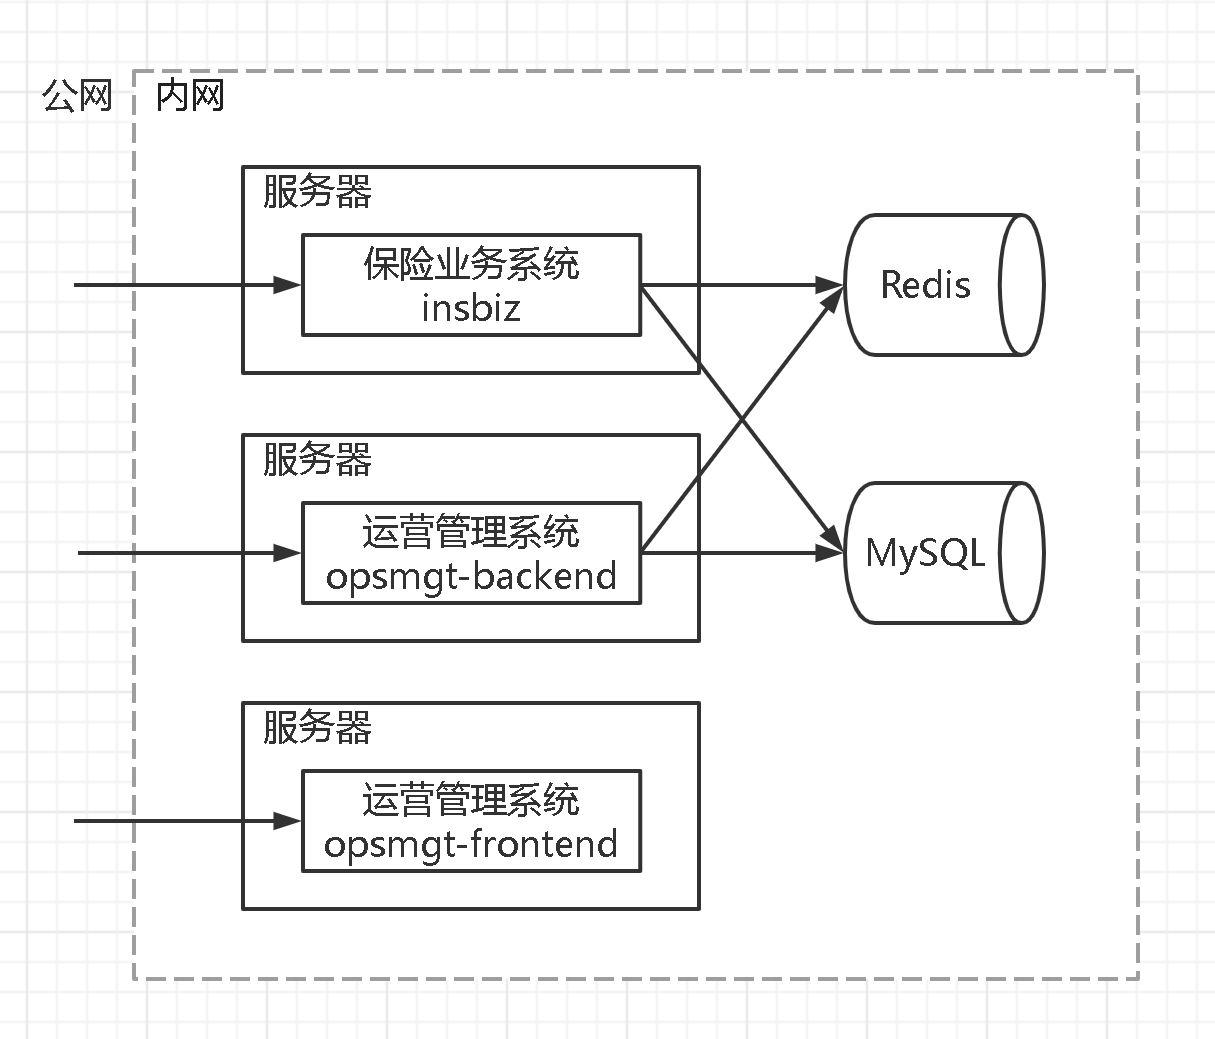 公网
内网
服务器
保险业务系统
insbiz
Redis
服务器
运营管理系统
opsmgt-backend
MySQL
服务器
运营管理系统
opsmgt-frontend